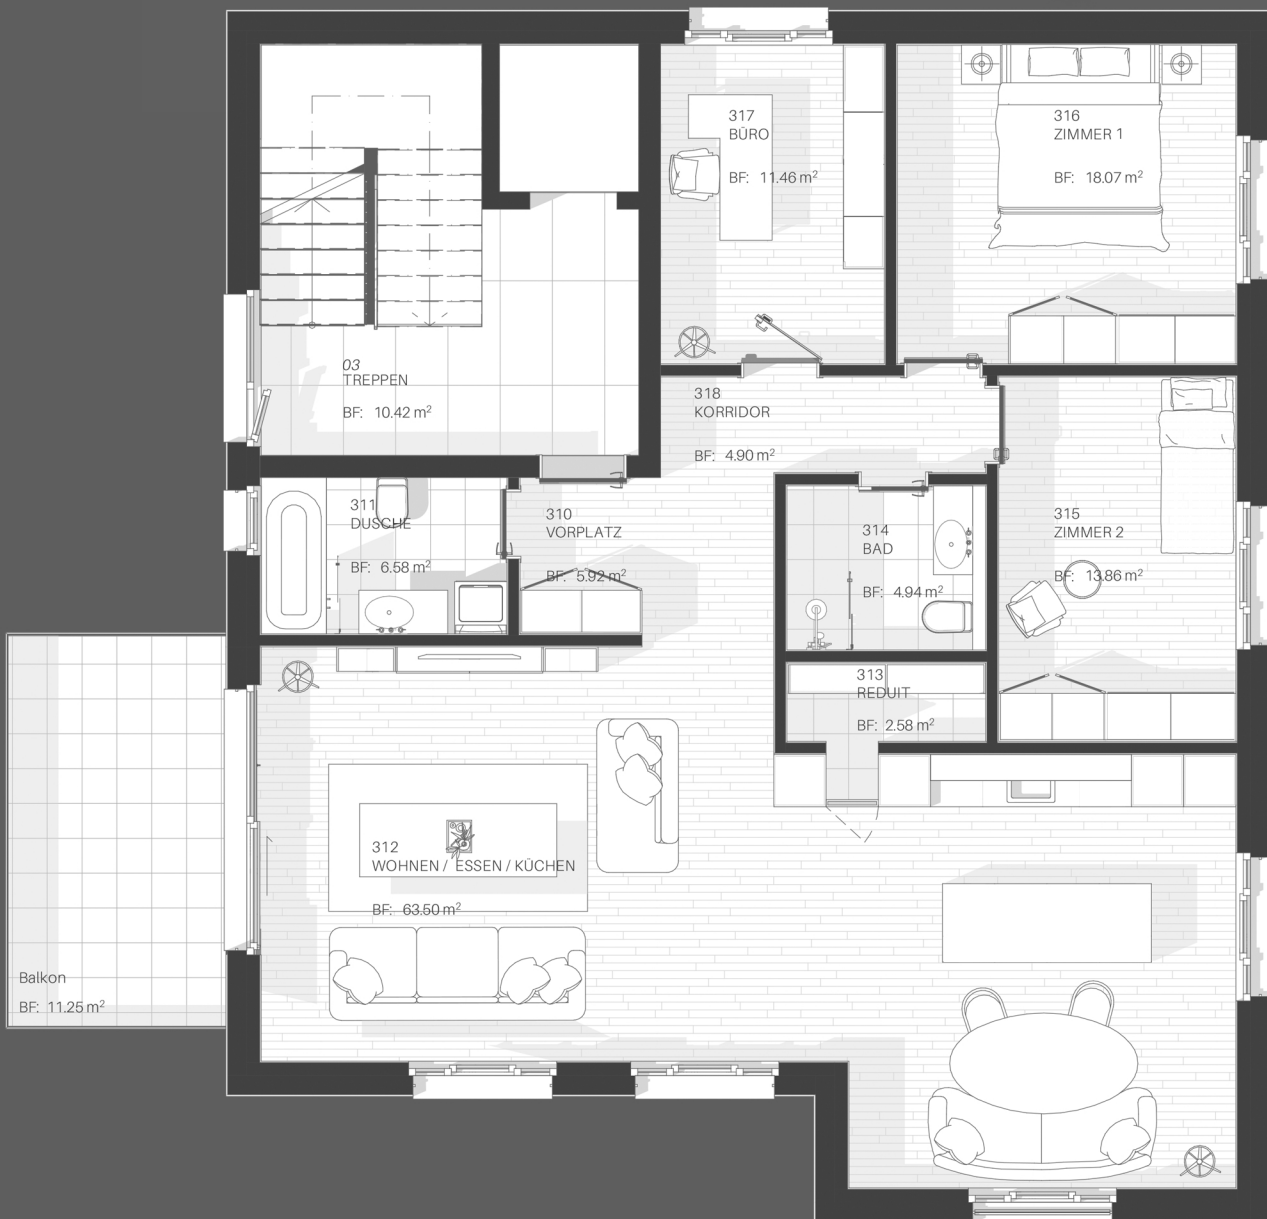 317
BÜRO
BF: 11.46 m²
316
ZIMMER 1
BF: 18.07 m²
03
TREPPEN
BF: 10.42 m²
318
KORRIDOR
BF: 4.90 m²
311
DUSCHE
BF: 6.58 m²
310
VORPLATZ
BF: 5.92 m²
314
BAD
BF: 4.94 m²
315
ZIMMER 2
BF: 13.86 m²
313
REDUIT
BF: 2.58 m²
312
WOHNEN / ESSEN / KÜCHEN
BF: 63.50 m²
Balkon
BF: 11.25 m²